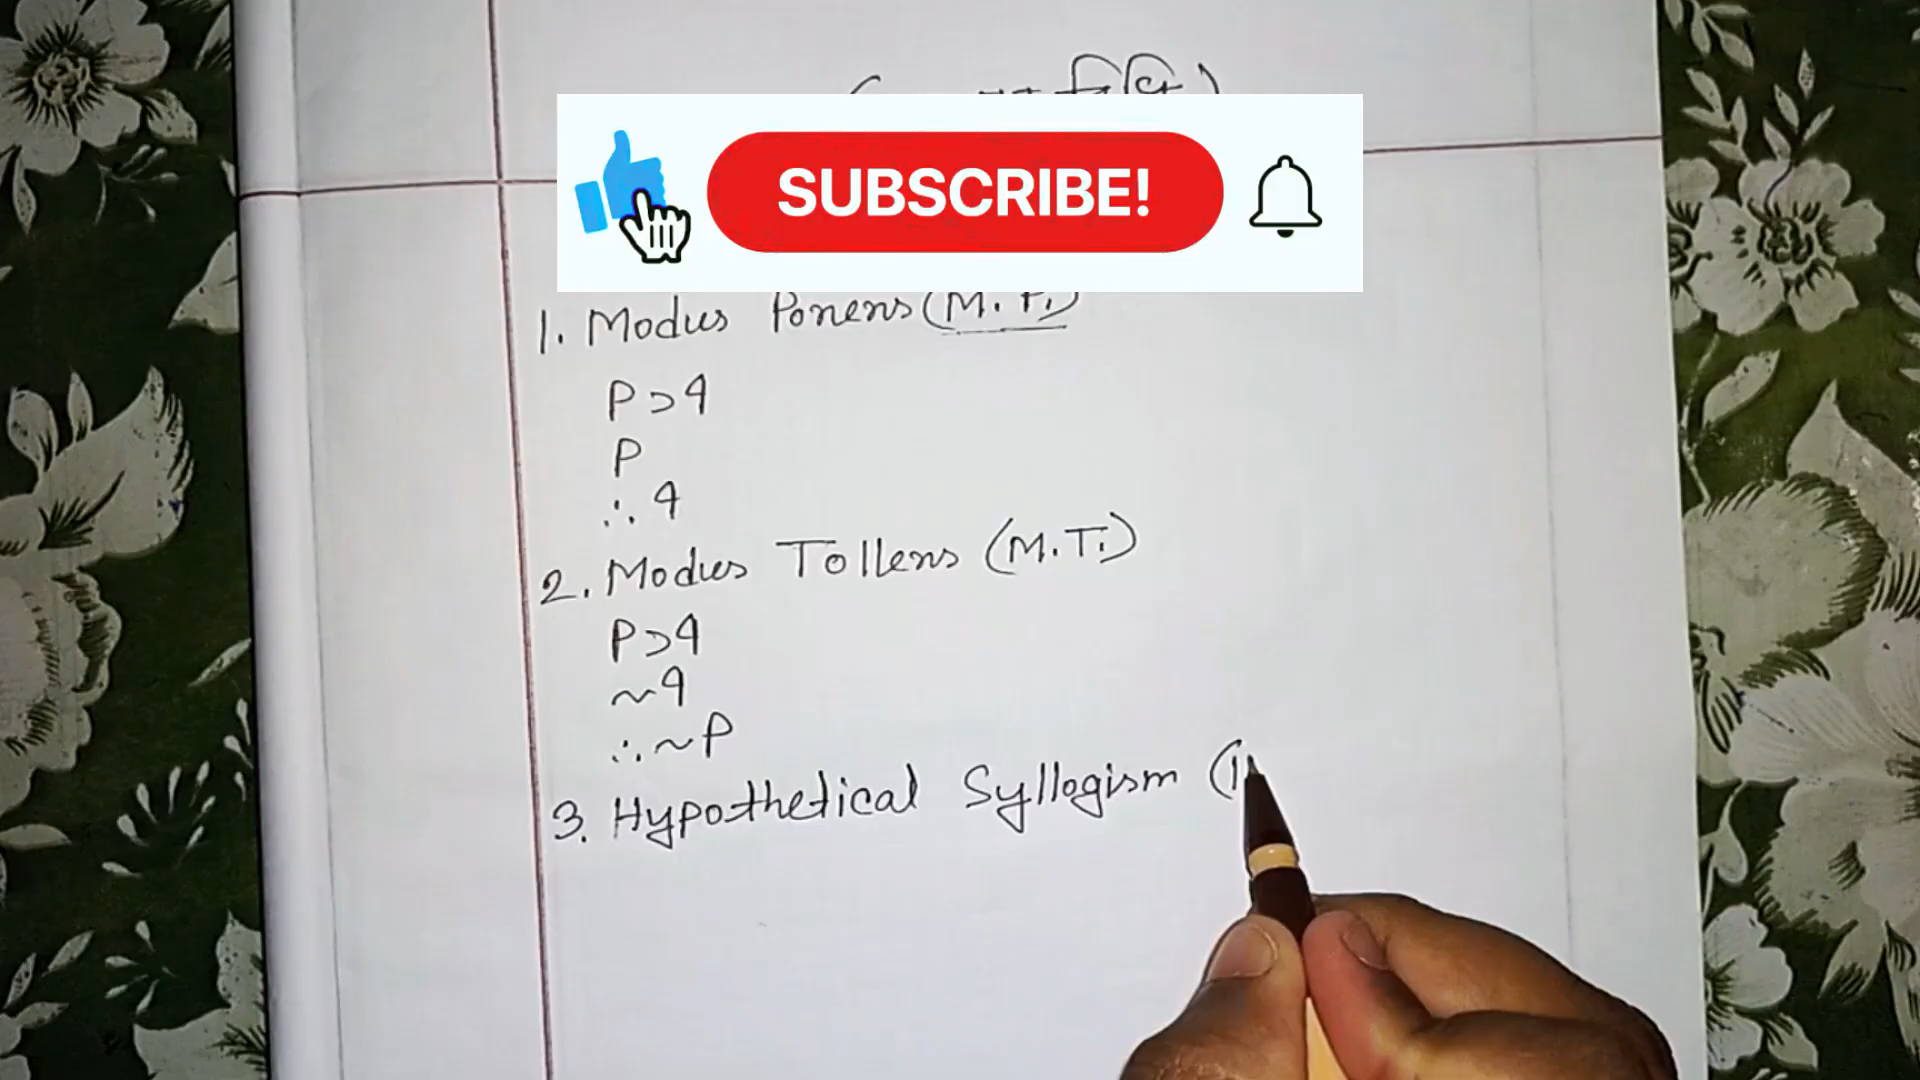 SUBSCRIBE!
1. Modus Ponens (M.P.)
P⊃q
P
∴ q
2. Modus Tollens (M.T.)
P⊃q
~q
∴ ~P
3. Hypothetical Syllogism (